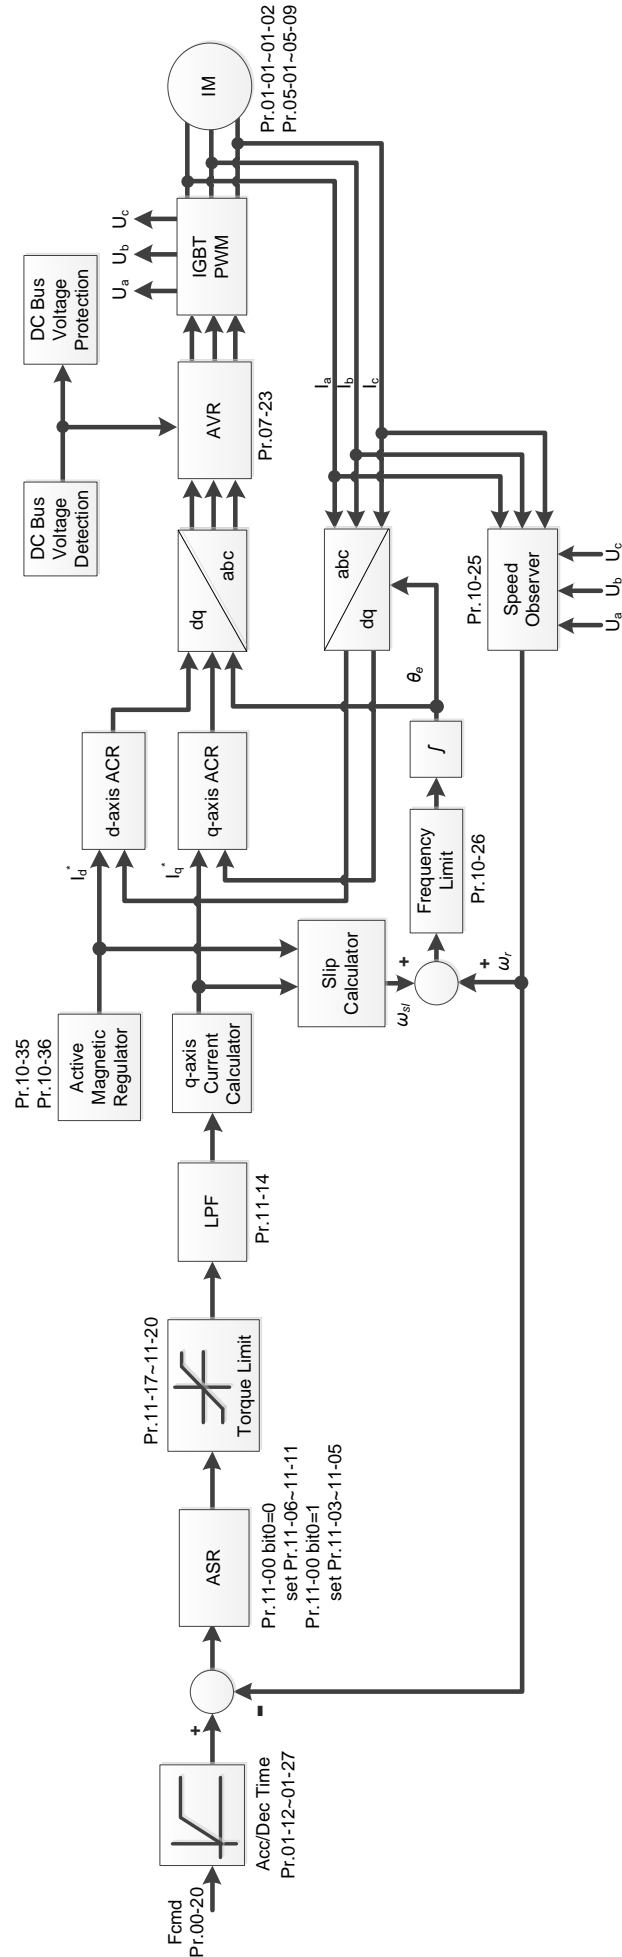 Fcmd
Pr.00-20
Acc/Dec Time
Pr.01-12~01-27
+
-
ASR
Pr.11-00 bit0=0
set Pr.11-06~11-11
Pr.11-00 bit0=1
set Pr.11-03~11-05
Pr.11-17~11-20
Torque Limit
LPF
Pr.11-14
Pr.10-35
Pr.10-36
Active
Magnetic
Regulator
q-axis
Current
Calculator
Slip
Calculator
ωsl
+
+
ωr
Id*
Iq*
d-axis ACR
q-axis ACR
Frequency
Limit
Pr.10-26
∫
θe
dq
abc
abc
dq
Pr.10-25
Speed
Observer
Ua
Ub
Uc
DC Bus
Voltage
Detection
DC Bus
Voltage
Protection
AVR
Pr.07-23
Ia
Ib
Ic
Ua
Ub
Uc
IGBT
PWM
IM
Pr.01-01~01-02
Pr.05-01~05-09